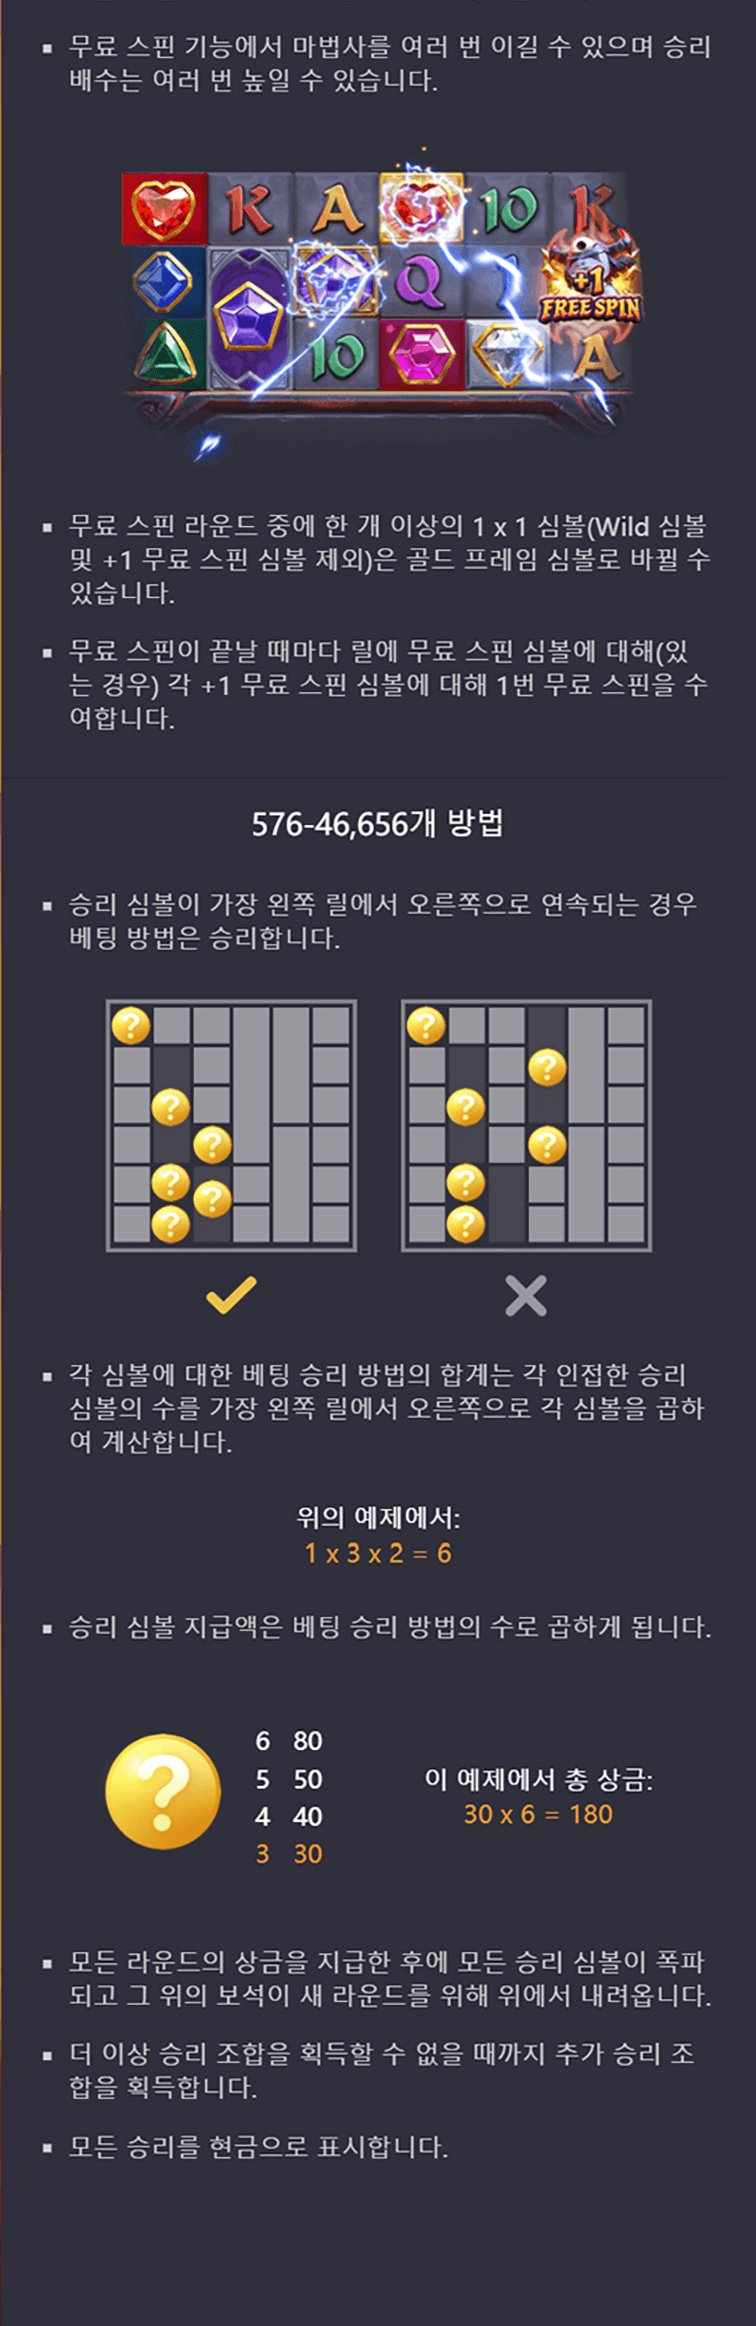 무료 스핀 기능에서 마법사를 여러 번 이길 수 있으며 승리
배수는 여러 번 높일 수 있습니다.
K A 10 K
Q
+1
FREE SPIN
10 A
무료 스핀 라운드 중에 한 개 이상의 1 x 1 심볼(Wild 심볼
및 +1 무료 스핀 심볼 제외)은 골드 프레임 심볼로 바뀔 수
있습니다.
무료 스핀이 끝날 때마다 릴에 무료 스핀 심볼에 대해(있
는 경우) 각 +1 무료 스핀 심볼에 대해 1번 무료 스핀을 수
여합니다.
576-46,656개 방법
승리 심볼이 가장 왼쪽 릴에서 오른쪽으로 연속되는 경우
베팅 방법은 승리합니다.
? ?
?
? ?
? ?
? ?
?
? ?
각 심볼에 대한 베팅 승리 방법의 합계는 각 인접한 승리
심볼의 수를 가장 왼쪽 릴에서 오른쪽으로 각 심볼을 곱하
여 계산합니다.
위의 예제에서:
1 x 3 x 2 = 6
승리 심볼 지급액은 베팅 승리 방법의 수로 곱하게 됩니다.
?
6 80
5 50
4 40
3 30
이 예제에서 총 상금:
30 x 6 = 180
모든 라운드의 상금을 지급한 후에 모든 승리 심볼이 폭파
되고 그 위의 보석이 새 라운드를 위해 위에서 내려옵니다.
더 이상 승리 조합을 획득할 수 없을 때까지 추가 승리 조
합을 획득합니다.
모든 승리를 현금으로 표시합니다.